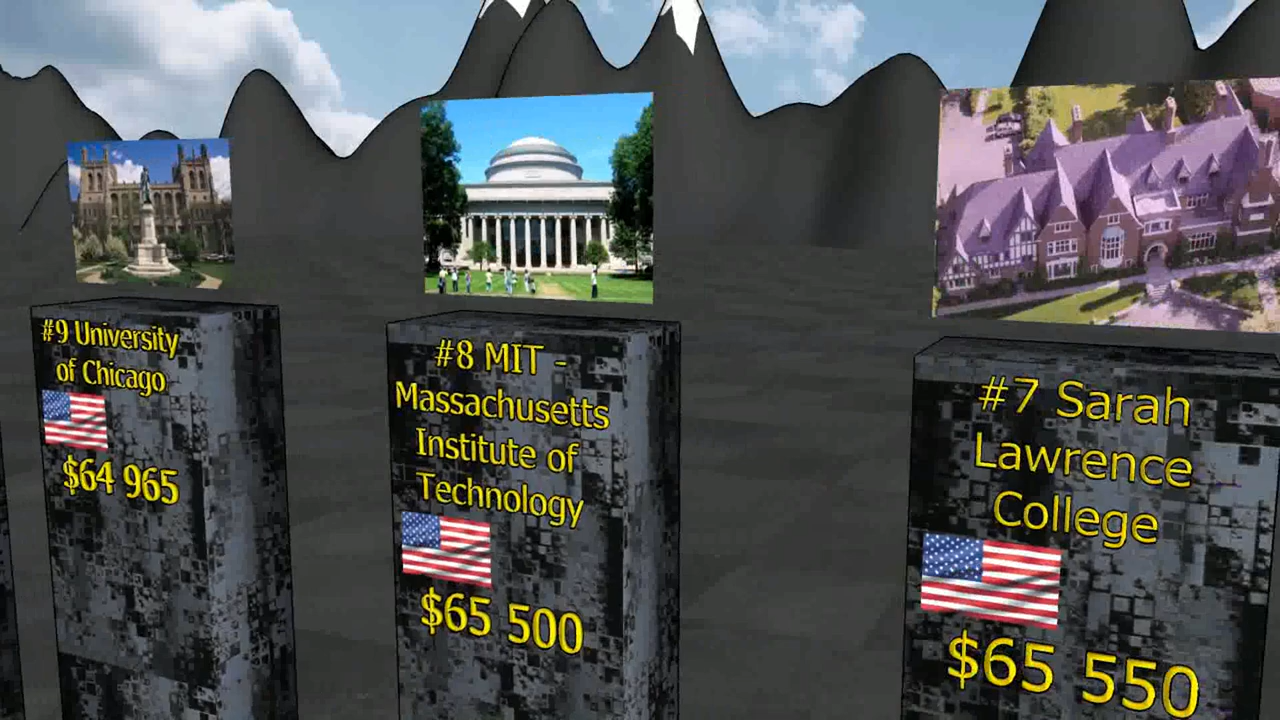 #9 University
of Chicago
$64 965
#8 MIT -
Massachusetts
Institute of
Technology
$65 500
#7 Sarah
Lawrence
College
$65 550